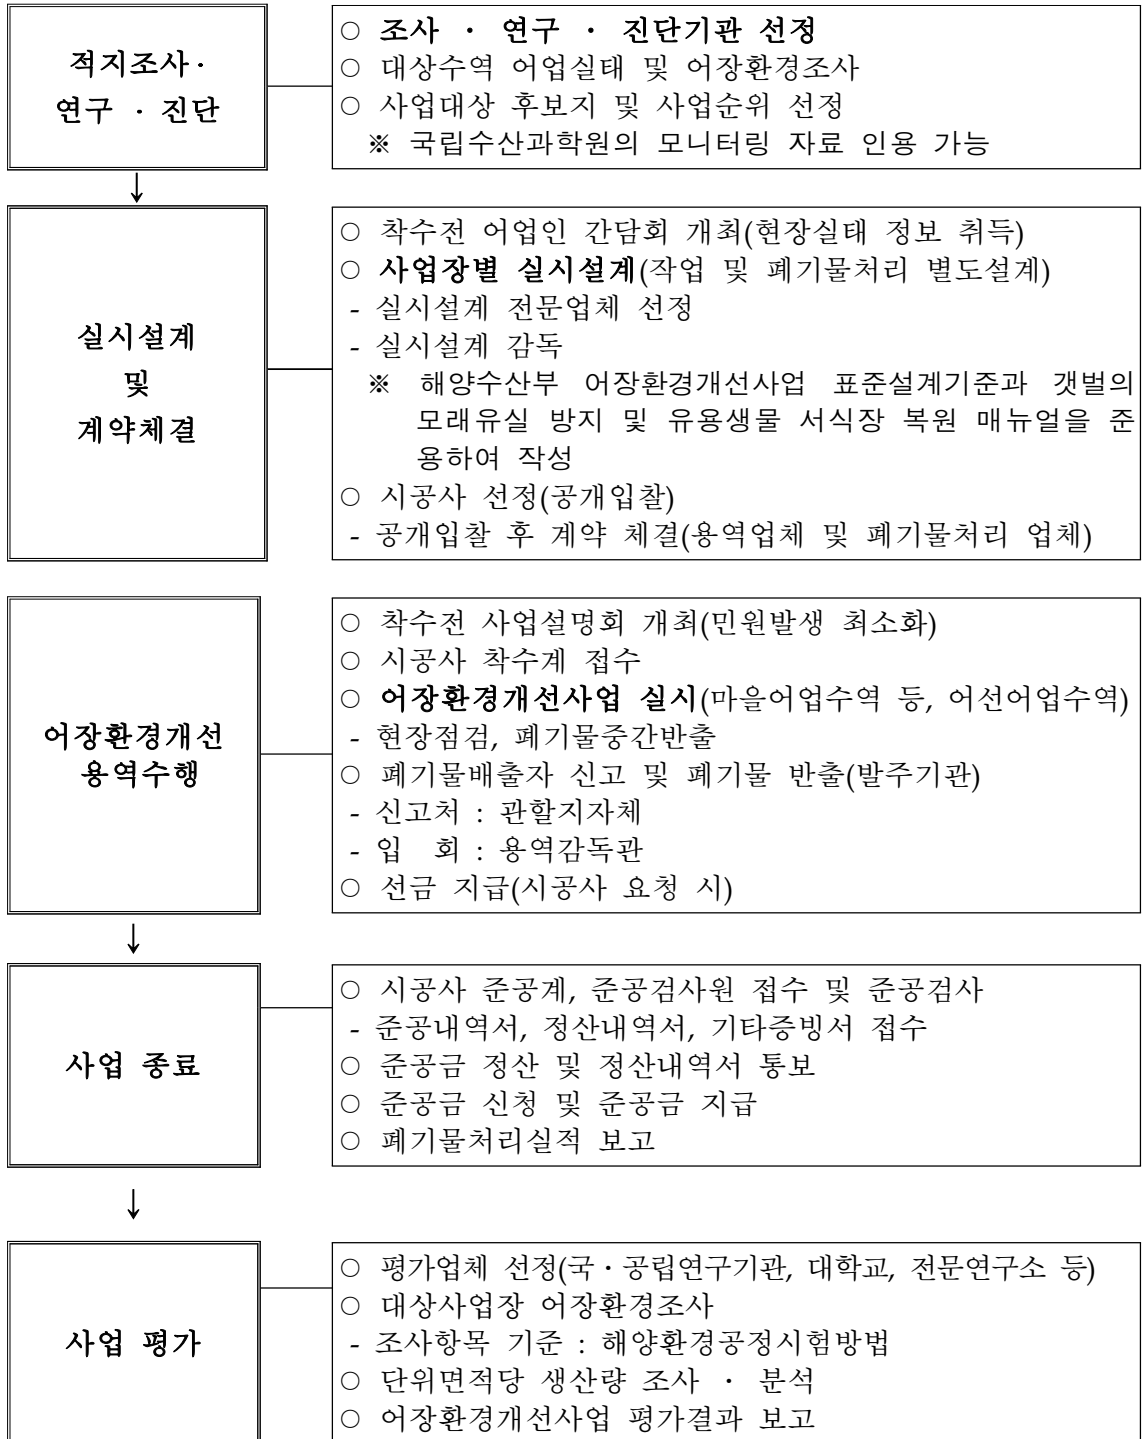 적지조사·
연구 · 진단
○ 조사 · 연구 · 진단기관 선정
○ 대상수역 어업실태 및 어장환경조사
○ 사업대상 후보지 및 사업순위 선정
※ 국립수산과학원의 모니터링 자료 인용 가능
↓
실시설계
및
계약체결
○ 착수전 어업인 간담회 개최(현장실태 정보 취득)
○ 사업장별 실시설계(작업 및 폐기물처리 별도설계)
- 실시설계 전문업체 선정
- 실시설계 감독
※ 해양수산부 어장환경개선사업 표준설계기준과 갯벌의
모래유실 방지 및 유용생물 서식장 복원 매뉴얼을 준
용하여 작성
○ 시공사 선정(공개입찰)
- 공개입찰 후 계약 체결(용역업체 및 폐기물처리 업체)
어장환경개선
용역수행
○ 착수전 사업설명회 개최(민원발생 최소화)
○ 시공사 착수계 접수
○ 어장환경개선사업 실시(마을어업수역 등, 어선어업수역)
- 현장점검, 폐기물중간반출
○ 폐기물배출자 신고 및 폐기물 반출(발주기관)
- 신고처 : 관할지자체
- 입 회 : 용역감독관
○ 선금 지급(시공사 요청 시)
↓
사업 종료
○ 시공사 준공계, 준공검사원 접수 및 준공검사
- 준공내역서, 정산내역서, 기타증빙서 접수
○ 준공금 정산 및 정산내역서 통보
○ 준공금 신청 및 준공금 지급
○ 폐기물처리실적 보고
↓
사업 평가
○ 평가업체 선정(국·공립연구기관, 대학교, 전문연구소 등)
○ 대상사업장 어장환경조사
- 조사항목 기준 : 해양환경공정시험방법
○ 단위면적당 생산량 조사 · 분석
○ 어장환경개선사업 평가결과 보고